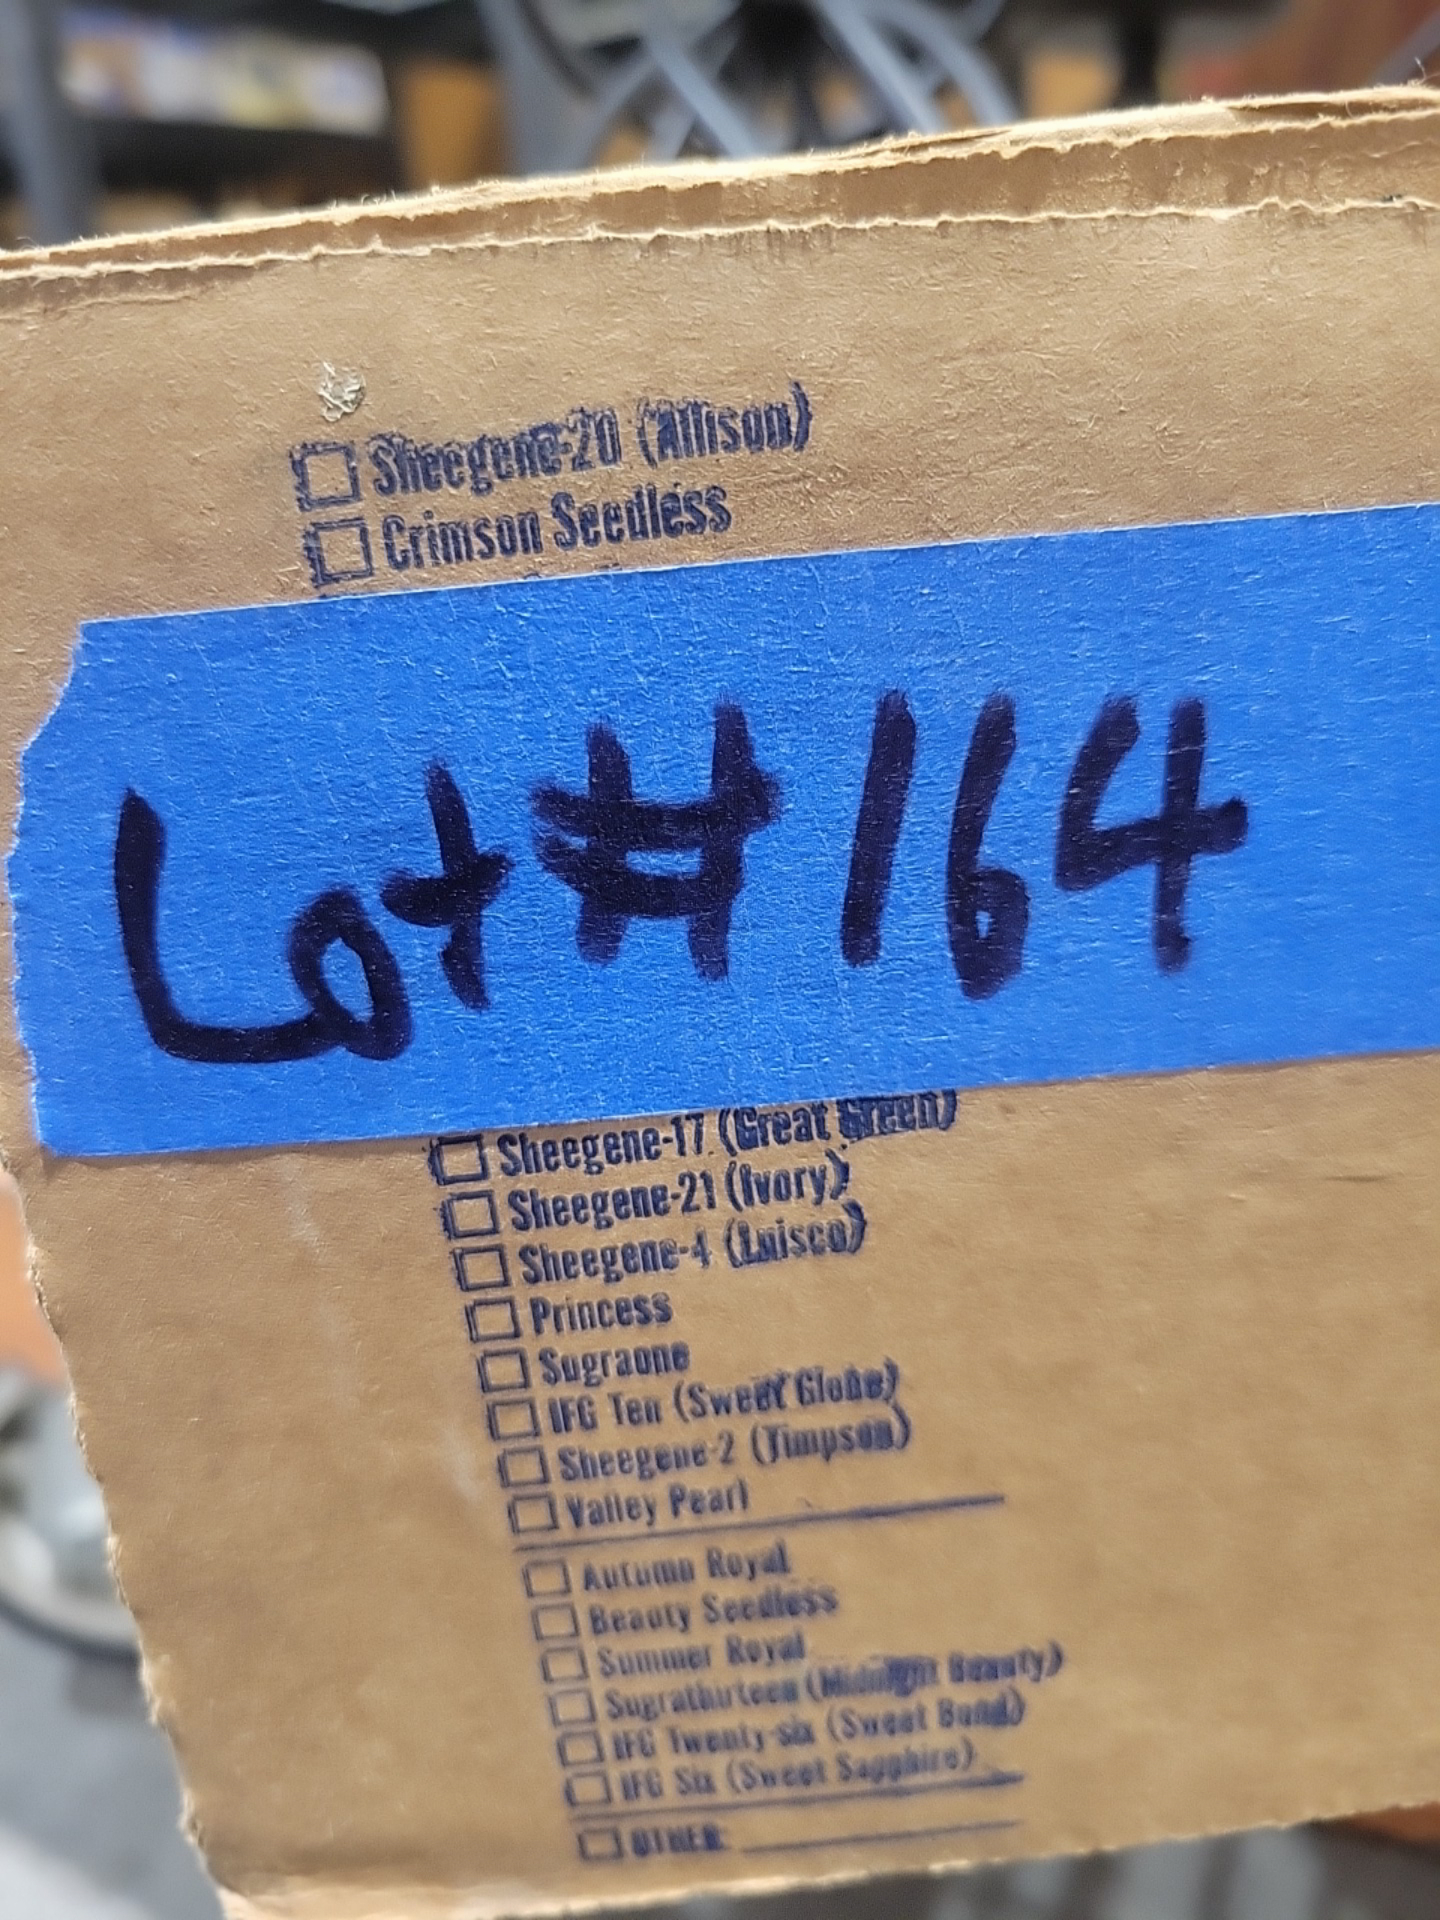 Sheegene-20 (Allison)
Crimson Seedless
Lot # 164
Sheegene-17 (Great Green)
Sheegene-21 (Ivory)
Sheegene-4 (Luisco)
Princess
Sugraone
IFG Ten (Sweet Globe)
Sheegene-2 (Timpson)
Valley Pearl
Autumn Royal
Beauty Seedless
Summer Royal
Sugrathirteen (Midnight Beauty)
IFG Twenty-six (Sweet Bond)
IFG Six (Sweet Sapphire)
OTHER: